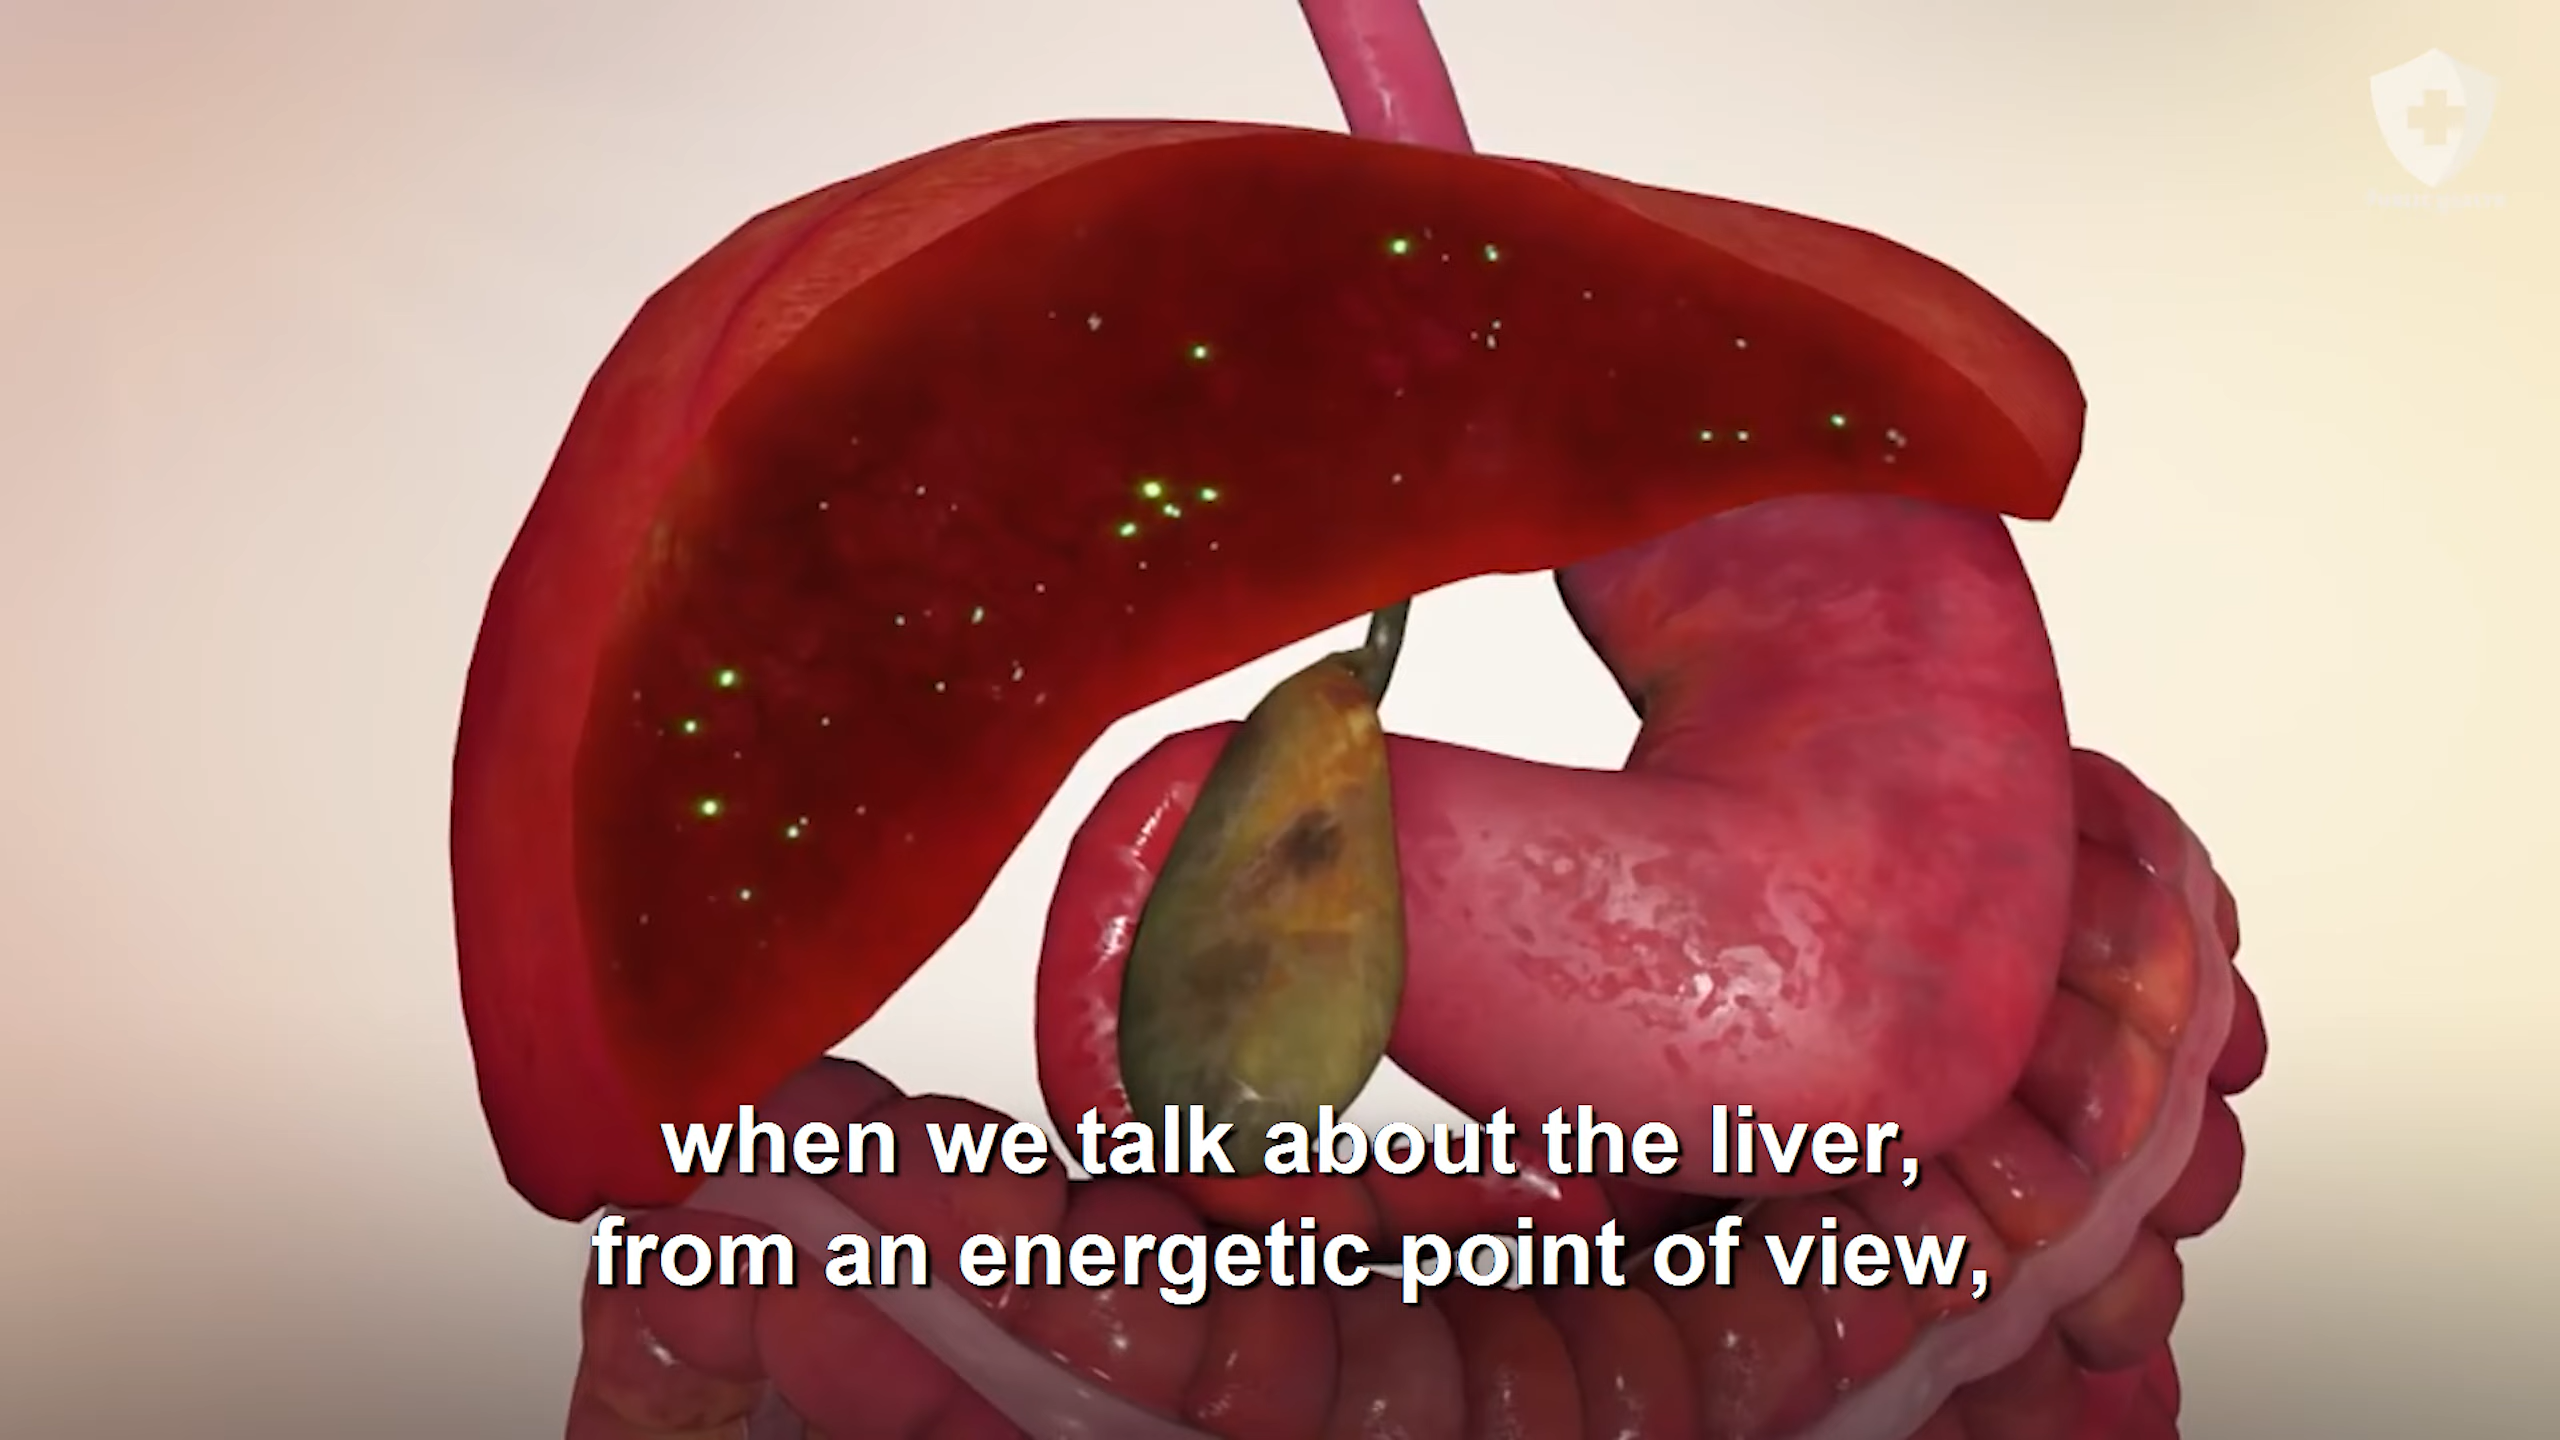 when we talk about the liver,
from an energetic point of view,